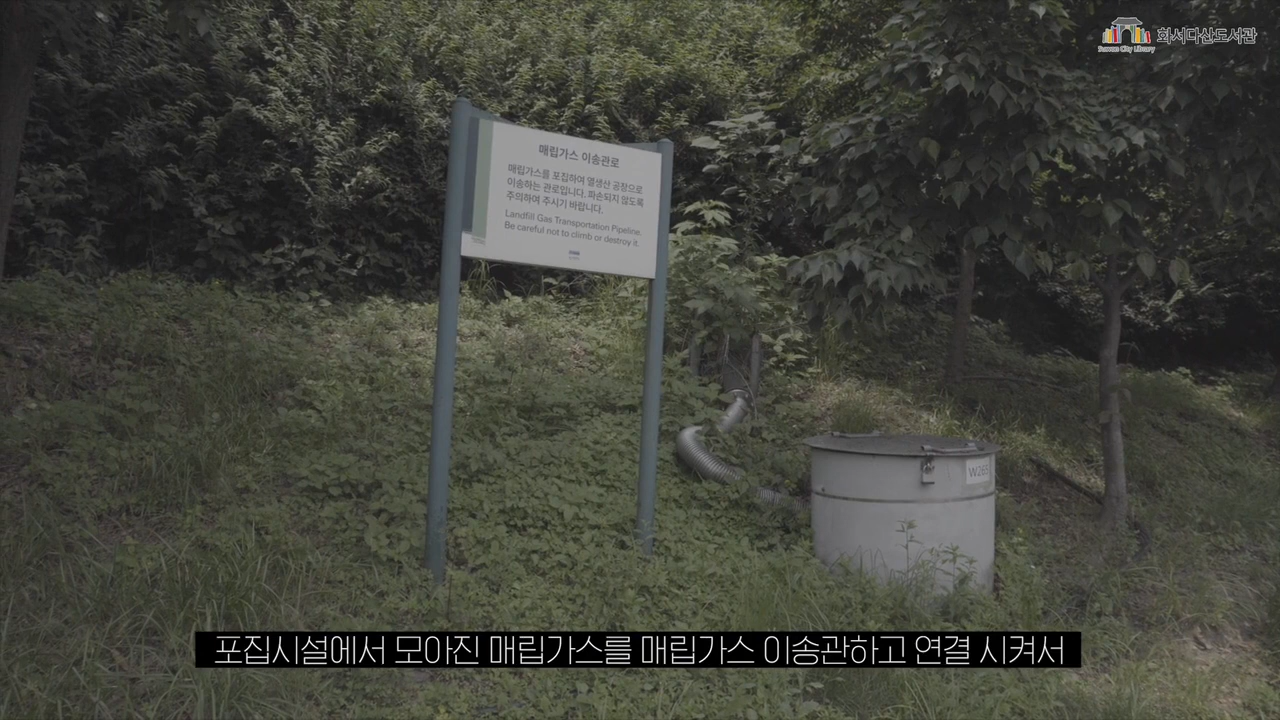 화서다산도서관
Suwon City Library
매립가스 이송관로
매립가스를 포집하여 열생산 공장으로
이송하는 관로입니다. 파손되지 않도록
주의하여 주시기 바랍니다.
Landfill Gas Transportation Pipeline.
Be careful not to climb or destroy it.
W265
포집시설에서 모아진 매립가스를 매립가스 이송관하고 연결 시켜서